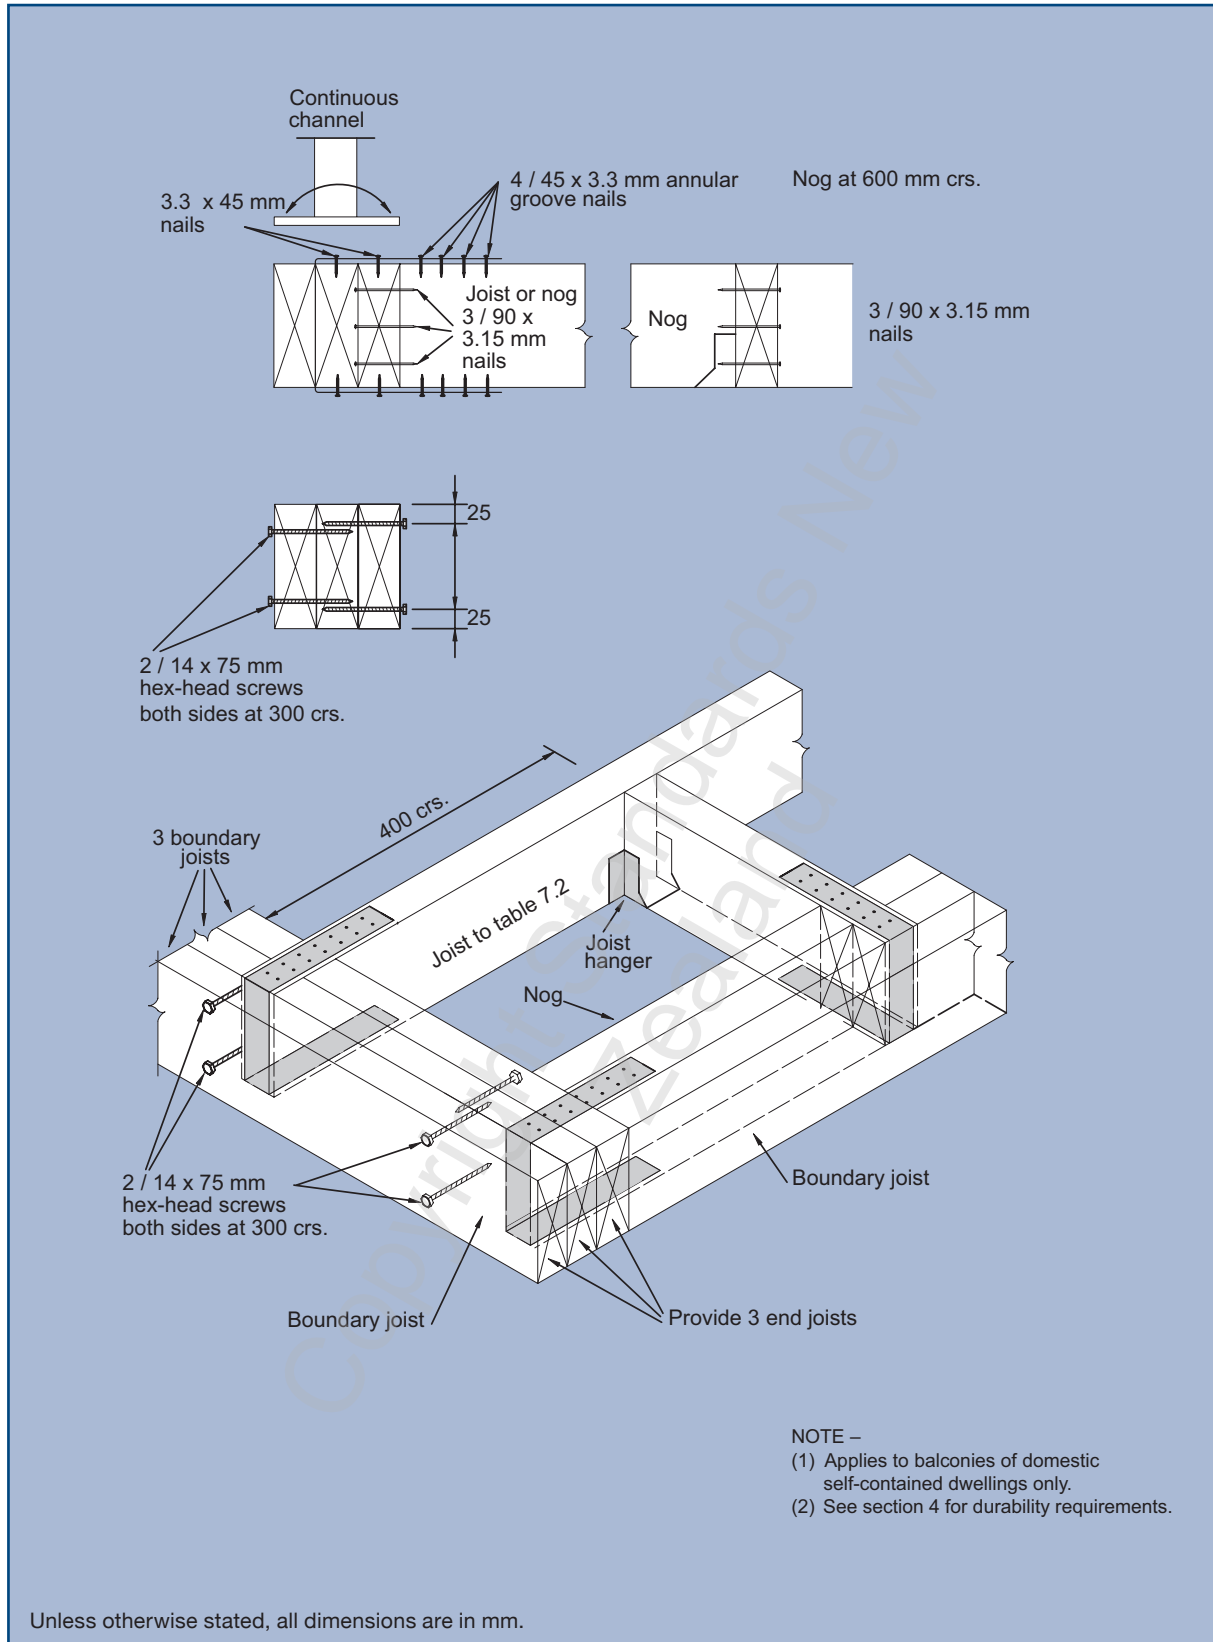 Continuous
channel
3.3 x 45 mm
nails
4 / 45 x 3.3 mm annular
groove nails
Nog at 600 mm crs.
Joist or nog
3 / 90 x
3.15 mm
nails
Nog
3 / 90 x 3.15 mm
nails
25
25
2 / 14 x 75 mm
hex-head screws
both sides at 300 crs.
400 crs.
3 boundary
joists
Joist to table 7.2
Joist
hanger
Nog
2 / 14 x 75 mm
hex-head screws
both sides at 300 crs.
Boundary joist
Boundary joist
Provide 3 end joists
Copyright Standards New
Zealand
NOTE –
(1) Applies to balconies of domestic
self-contained dwellings only.
(2) See section 4 for durability requirements.
Unless otherwise stated, all dimensions are in mm.